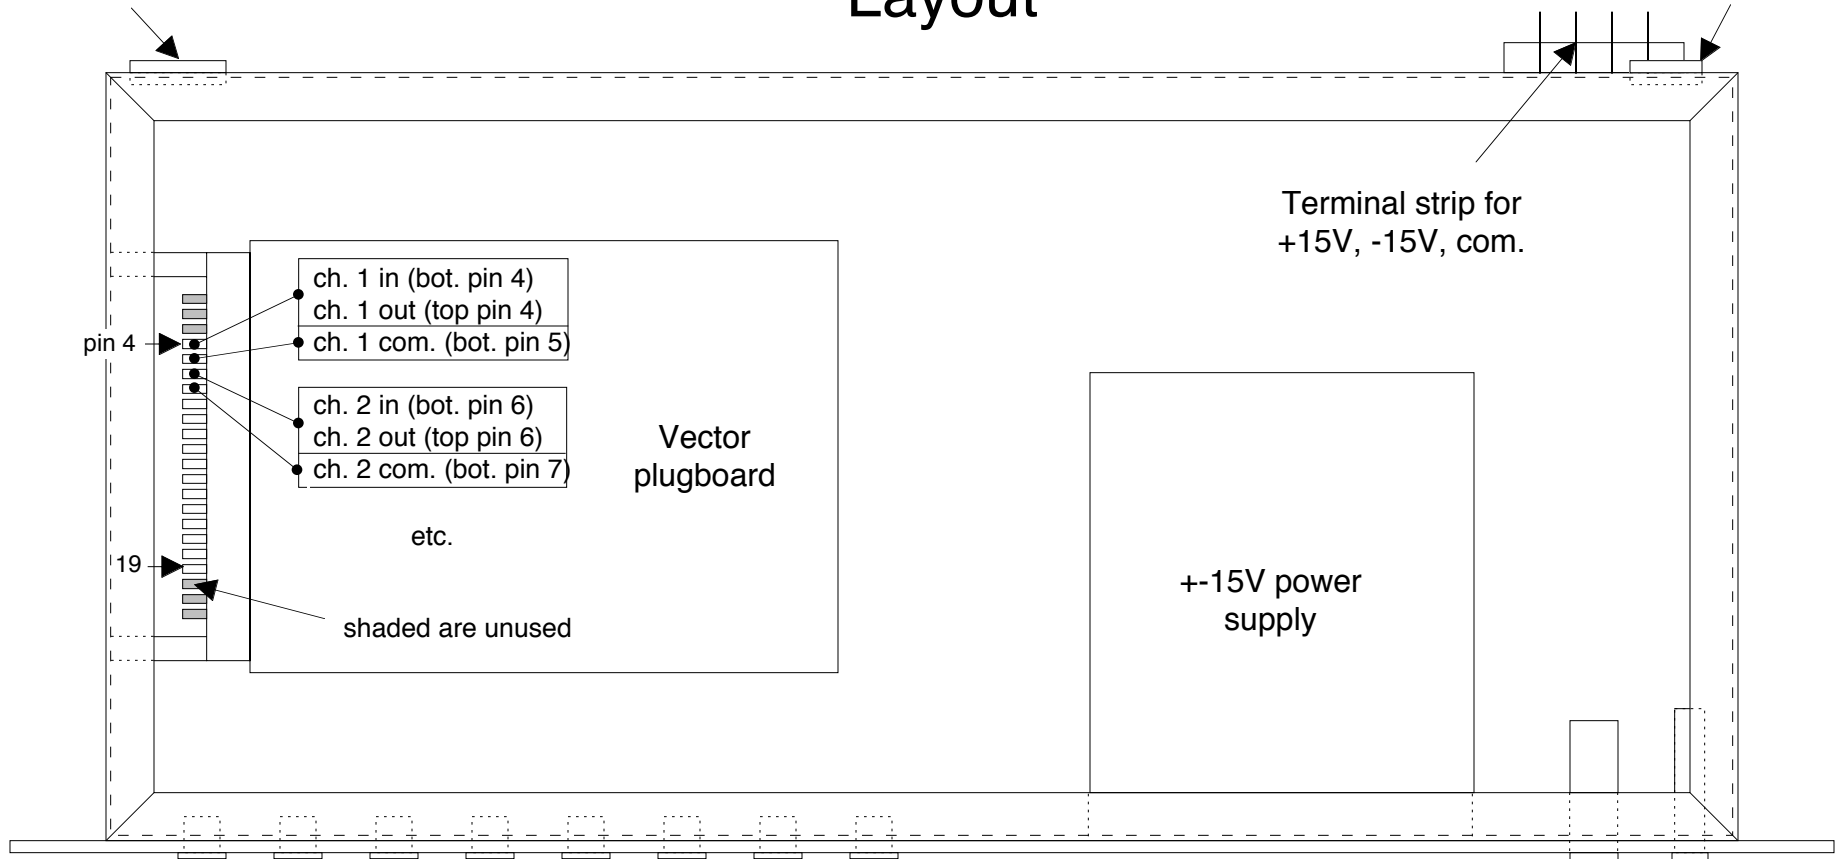 Layout
Terminal strip for
+15V, -15V, com.
ch. 1 in (bot. pin 4)
ch. 1 out (top pin 4)
ch. 1 com. (bot. pin 5)
pin 4
ch. 2 in (bot. pin 6)
ch. 2 out (top pin 6)
ch. 2 com. (bot. pin 7)
Vector
plugboard
etc.
19
shaded are unused
+-15V power
supply